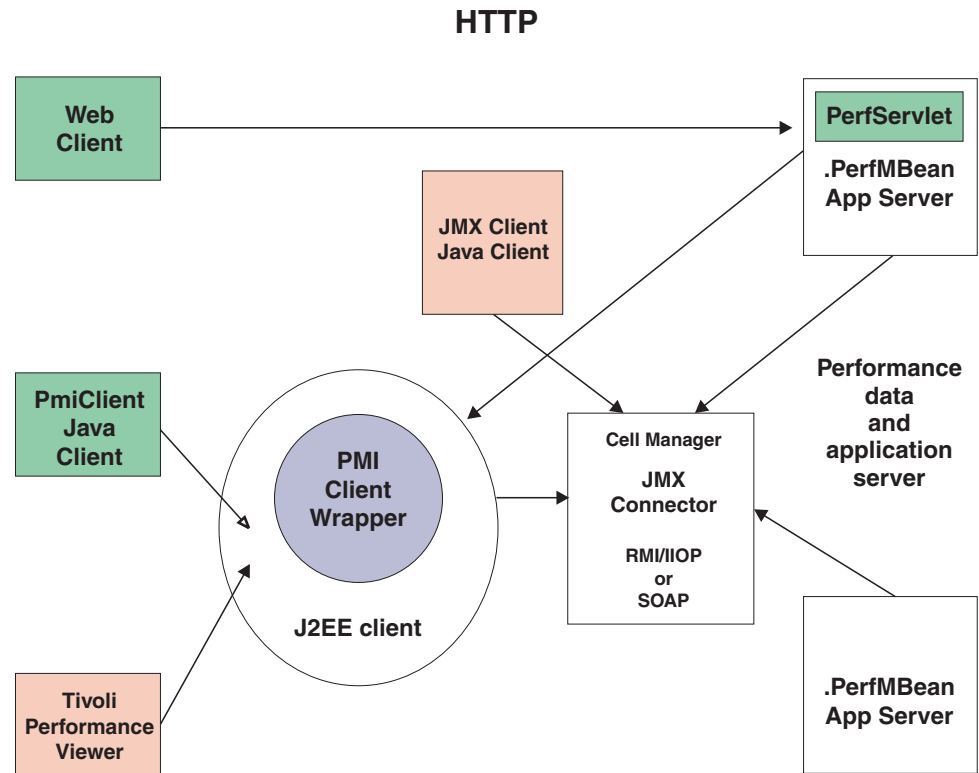 HTTP
Web
Client
PerfServlet
.PerfMBean
App Server
JMX Client
Java Client
PmiClient
Java
Client
PMI
Client
Wrapper
J2EE client
Cell Manager
JMX
Connector
RMI/IIOP
or
SOAP
Performance
data
and
application
server
Tivoli
Performance
Viewer
.PerfMBean
App Server